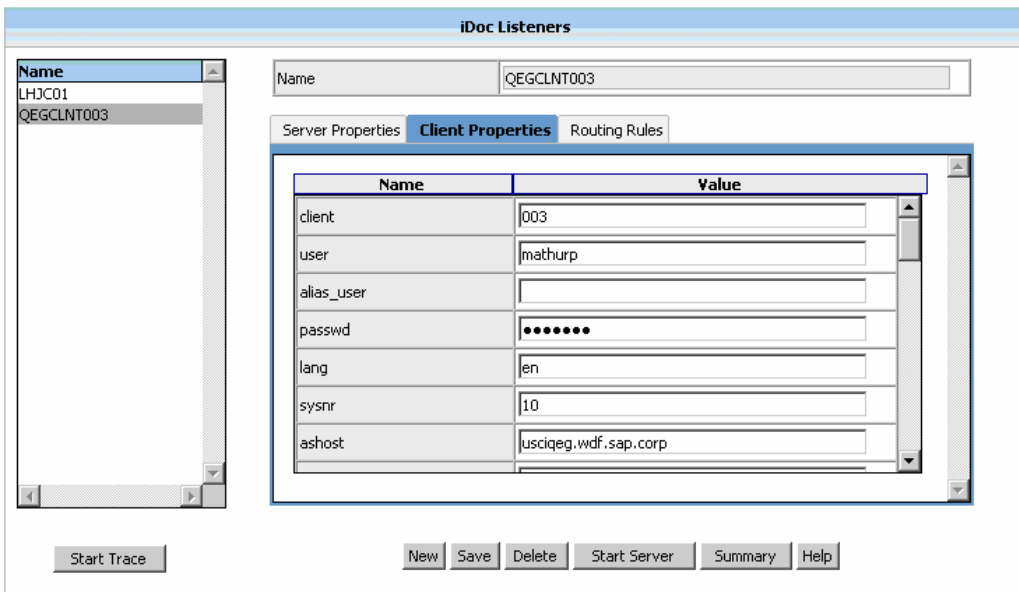 iDoc Listeners
Name
LHJC01
QEGCLNT003
Name QEGCLNT003
Server Properties Client Properties Routing Rules
Name Value
client 003
user mathurp
alias_user
passwd •••••••
lang en
sysnr 10
ashost usciqeg.wdf.sap.corp
Start Trace New Save Delete Start Server Summary Help